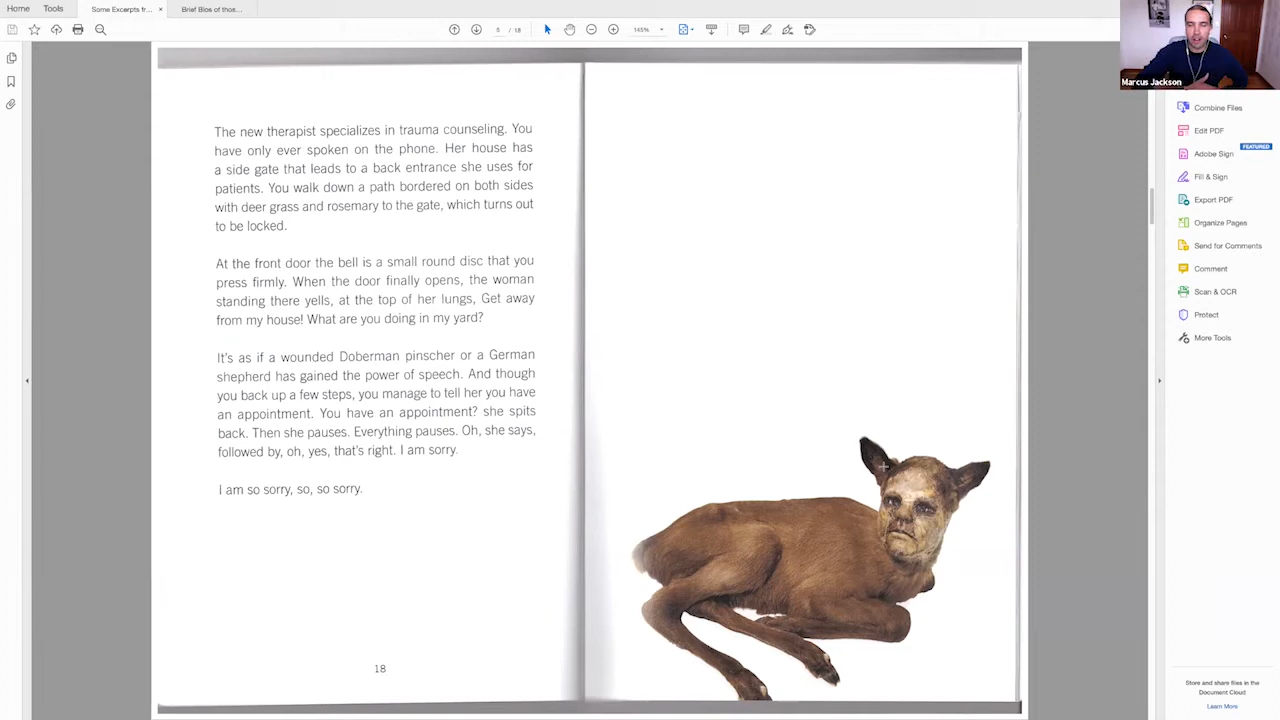 Home
Tools
Some Excerpts fr...
Brief Bios of thos...
/ 18
145%
Marcus Jackson
The new therapist specializes in trauma counseling. You
have only ever spoken on the phone. Her house has
a side gate that leads to a back entrance she uses for
patients. You walk down a path bordered on both sides
with deer grass and rosemary to the gate, which turns out
to be locked.
At the front door the bell is a small round disc that you
press firmly. When the door finally opens, the woman
standing there yells, at the top of her lungs, Get away
from my house! What are you doing in my yard?
It's as if a wounded Doberman pinscher or a German
shepherd has gained the power of speech. And though
you back up a few steps, you manage to tell her you have
an appointment. You have an appointment? she spits
back. Then she pauses. Everything pauses. Oh, she says,
followed by, oh, yes, that's right. I am sorry.
I am so sorry, so, so sorry.
18
Combine Files
Edit PDF
FEATURED
Adobe Sign
Fill & Sign
Export PDF
Organize Pages
Send for Comments
Comment
Scan & OCR
Protect
More Tools
Store and share files in the
Document Cloud
Learn More